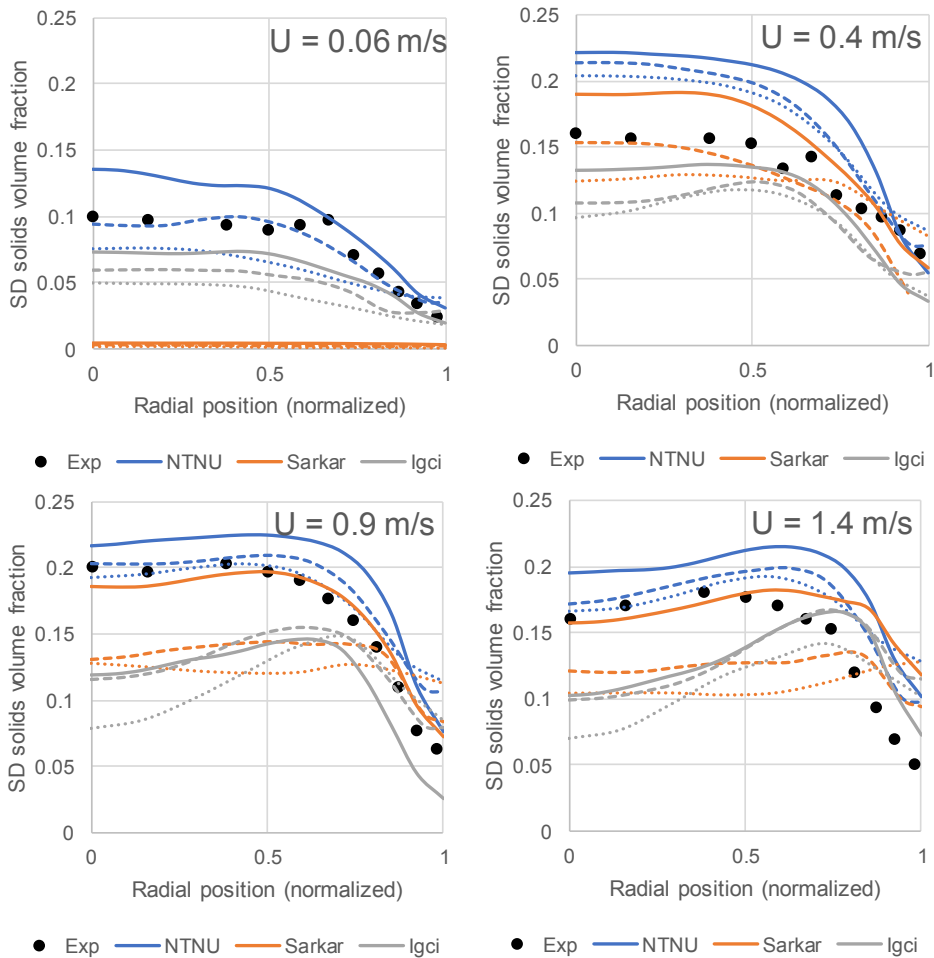 U = 0.06 m/s
SD solids volume fraction
0.25
0.2
0.15
0.1
0.05
0
0 0.5 1
Radial position (normalized)
Exp NTNU Sarkar Igci
U = 0.4 m/s
SD solids volume fraction
0.25
0.2
0.15
0.1
0.05
0
0 0.5 1
Radial position (normalized)
Exp NTNU Sarkar Igci
U = 0.9 m/s
SD solids volume fraction
0.25
0.2
0.15
0.1
0.05
0
0 0.5 1
Radial position (normalized)
Exp NTNU Sarkar Igci
U = 1.4 m/s
SD solids volume fraction
0.25
0.2
0.15
0.1
0.05
0
0 0.5 1
Radial position (normalized)
Exp NTNU Sarkar Igci